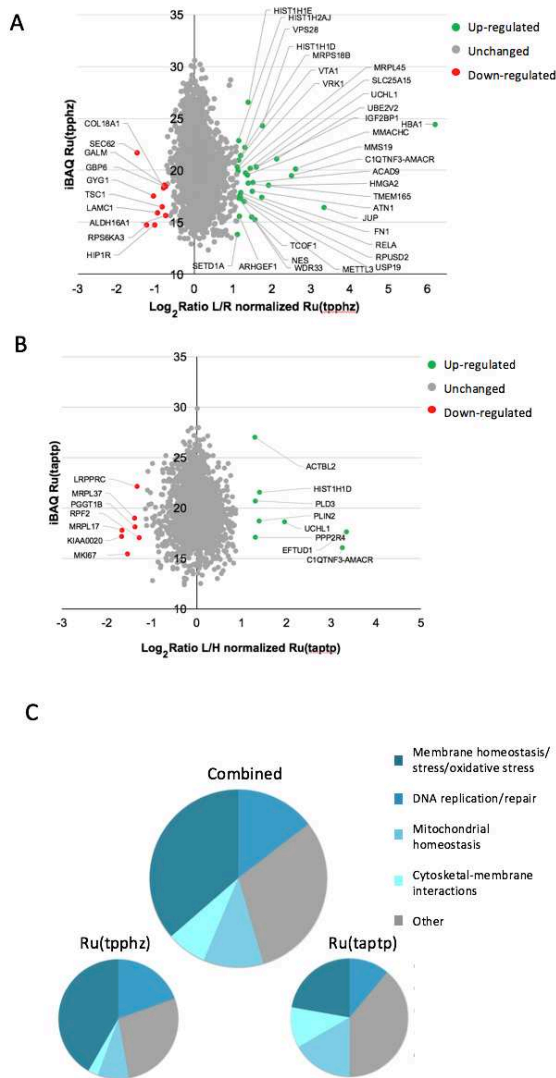 A
35
30
25
20
15
10
iBAQ Ru(tpphz)
-3 -2 -1 0 1 2 3 4 5 6 7
Log2Ratio L/R normalized Ru(tpphz)
COL18A1
SEC62
GALM
GBP6
GYG1
TSC1
LAMC1
ALDH16A1
RPS6KA3
HIP1R
HIST1H1E
HIST1H2AJ
VPS28
HIST1H1D
MRPS18B
VTA1
VRK1
MRPL45
SLC25A15
UCHL1
UBE2V2
IGF2BP1
HBA1
MMACHC
MMS19
C1QTNF3-AMACR
ACAD9
HMGA2
TMEM165
ATN1
JUP
FN1
RELA
RPUSD2
USP19
METTL3
TCOF1
NES
WDR33
ARHGEF1
SETD1A
Up-regulated
Unchanged
Down-regulated
B
35
30
25
20
15
10
iBAQ Ru(taptp)
-3 -2 -1 0 1 2 3 4 5
Log2Ratio L/H normalized Ru(taptp)
LRPPRC
MRPL37
PGGT1B
RPF2
MRPL17
KIAA0020
MKI67
ACTBL2
HIST1H1D
PLD3
PLIN2
UCHL1
PPP2R4
EFTUD1
C1QTNF3-AMACR
Up-regulated
Unchanged
Down-regulated
C
Combined
Ru(tpphz)
Ru(taptp)
Membrane homeostasis/
stress/oxidative stress
DNA replication/repair
Mitochondrial
homeostasis
Cytosketal-membrane
interactions
Other